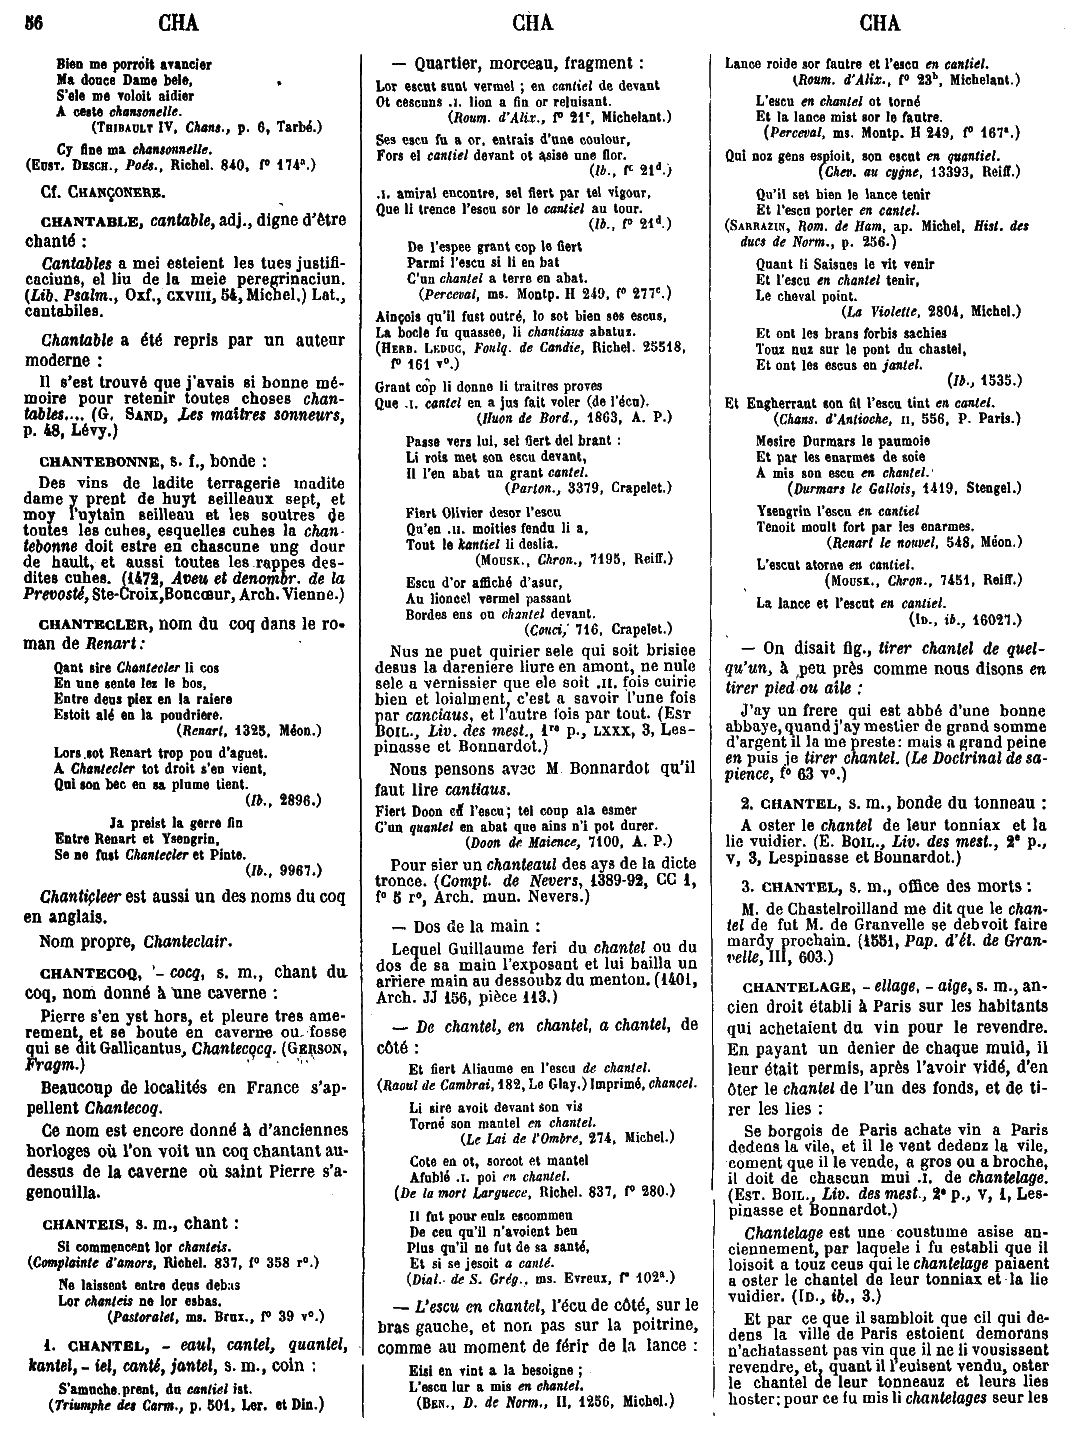 56 CHA CHA CHA
Bien me porroit avancier
Ma douce Dame bele,
S'ele me voloit aidier
A ceste chansonelle.
(THIBAULT IV, Chans., p. 6, Tarbé.)
Cy fine ma chansonnelle.
(EUST. DESCH., Poés., Richel. 840, f° 174ᵃ.)
Cf. CHANÇONERE.
CHANTABLE, cantable, adj., digne d'être
chanté :
Cantables a mei esteient les tues justifi-
caciuns, el liu de la meie peregrinaciun.
(Lib. Psalm., Oxf., CXVIII, 54, Michel.) Lat.,
cantabiles.
Chantable a été repris par un auteur
moderne :
Il s'est trouvé que j'avais si bonne mé-
moire pour retenir toutes choses chan-
tables.... (G. SAND, Les maîtres sonneurs,
p. 48, Lévy.)
CHANTEBONNE, s. f., bonde :
Des vins de ladite terragerie madite
dame y prent de huyt seilleaux sept, et
moy l'uytain seilleau et les soutres de
toutes les cuhes, esquelles cuhes la chan-
tebonne doit estre en chascune ung dour
de hault, et aussi toutes les rappes des-
dites cuhes. (1472, Aveu et denombr. de la
Prevosté, Ste-Croix, Boncœur, Arch. Vienne.)
CHANTECLER, nom du coq dans le ro-
man de Renart :
Qant sire Chantecler li cos
En une sente lez le bos,
Entre deus piez en la raiere
Estoit alé en la poudriere.
(Renart, 1325, Méon.)
Lors sot Renart trop pou d'aguet.
A Chantecler tot droit s'en vient,
Qui son bec en sa plume tient.
(Ib., 2896.)
Ja preist la gerre fin
Entre Renart et Ysengrin,
Se ne fust Chantecler et Pinte.
(Ib., 9967.)
Chanticleer est aussi un des noms du coq
en anglais.
Nom propre, Chanteclair.
CHANTECOQ, - cocq, s. m., chant du
coq, nom donné à une caverne :
Pierre s'en yst hors, et pleure tres ame-
rement, et se boute en caverne ou fosse
qui se dit Gallicantus, Chantecocq. (GERSON,
Fragm.)
Beaucoup de localités en France s'ap-
pellent Chantecoq.
Ce nom est encore donné à d'anciennes
horloges où l'on voit un coq chantant au-
dessus de la caverne où saint Pierre s'a-
genouilla.
CHANTEIS, s. m., chant :
Si commencent lor chanteis.
(Complainte d'amors, Richel. 837, f° 358 r°.)
Ne laissent entre deus debas
Lor chanteis ne lor esbas.
(Pastoralet, ms. Brux., f° 39 v°.)
1. CHANTEL, - eaul, cantel, quantel,
kantel, - iel, canté, jantel, s. m., coin :
S'amuche prent, du cantiel ist.
(Triumphe des Carm., p. 501, Ler. et Din.)
— Quartier, morceau, fragment :
Lor escut sunt vermel ; en cantiel de devant
Ot cescuns .I. lion a fin or reluisant.
(Roum. d'Alix., f° 21ᶜ, Michelant.)
Ses escu fu a or, entrais d'une coulour,
Fors el cantiel devant ot asise une flor.
(Ib., f° 21ᵈ.)
.I. amiral encontre, sel fiert par tel vigour,
Que li trence l'escu sor le cantiel au tour.
(Ib., f° 21ᵈ.)
De l'espee grant cop le fiert
Parmi l'escu si li en bat
C'un chantel a terre en abat.
(Perceval, ms. Montp. H 249, f° 277ᶜ.)
Ainçois qu'il fust outré, lo sot bien ses escus,
La bocle fu quassee, li chantiaus abatuz.
(HERB. LEDUC, Foulq. de Candie, Richel. 25518,
f° 161 v°.)
Grant cop li donne li traitres proves
Que .I. cantel en a jus fait voler (de l'écu).
(Huon de Bord., 1863, A. P.)
Passe vers lui, sel fiert del brant :
Li rois met son escu devant,
Il l'en abat un grant cantel.
(Parton., 3379, Crapelet.)
Fiert Olivier desor l'escu
Qu'en .II. moities fendu li a,
Tout le kantiel li deslia.
(MOUSK., Chron., 7195, Reiff.)
Escu d'or affiché d'asur,
Au lioncel vermel passant
Bordes ens ou chantel devant.
(Couci, 716, Crapelet.)
Nus ne puet quirier sele qui soit brisiee
desus la dareniere liure en amont, ne nule
sele a vernissier que ele soit .II. fois cuirie
bien et loialment, c'est a savoir l'une fois
par canciaus, et l'autre fois par tout. (EST
BOIL., Liv. des mest., 1ʳᵉ p., LXXX, 3, Les-
pinasse et Bonnardot.)
Nous pensons avec M. Bonnardot qu'il
faut lire cantiaus.
Fiert Doon en l'escu; tel coup ala esmer
C'un quantel en abat que ains n'i pot durer.
(Doon de Maience, 7100, A. P.)
Pour sier un chanteaul des ays de la dicte
tronce. (Compt. de Nevers, 1389-92, CC 1,
f° 5 r°, Arch. mun. Nevers.)
— Dos de la main :
Lequel Guillaume feri du chantel ou du
dos de sa main l'exposant et lui bailla un
arriere main au dessoubz du menton. (1401,
Arch. JJ 156, pièce 113.)
— De chantel, en chantel, a chantel, de
côté :
Et fiert Aliaume en l'escu de chantel.
(Raoul de Cambrai, 182, Le Glay.) Imprimé, chancel.
Li sire avoit devant son vis
Torné son mantel en chantel.
(Le Lai de l'Ombre, 274, Michel.)
Cote en ot, sorcot et mantel
Afublé .I. poi en chantel.
(De la mort Larguece, Richel. 837, f° 280.)
Il fut pour eulz escommeu
De ceu qu'il n'avoient beu
Plus qu'il ne fut de sa santé,
Et si se jesoit a canté.
(Dial. de S. Grég., ms. Evreux, f° 102ᵃ.)
— L'escu en chantel, l'écu de côté, sur le
bras gauche, et non pas sur la poitrine,
comme au moment de férir de la lance :
Eisi en vint a la besoigne ;
L'escu lur a mis en chantel.
(BEN., D. de Norm., II, 1256, Michel.)
Lance roide sor fautre et l'escu en cantiel.
(Roum. d'Alix., f° 23ᵇ, Michelant.)
L'escu en chantel ot torné
Et la lance mist sor le fautre.
(Perceval, ms. Montp. H 249, f° 167ᵃ.)
Qui noz gens espioit, son escut en quantiel.
(Chev. au cygne, 13393, Reiff.)
Qu'il set bien le lance tenir
Et l'escu porter en cantel.
(SARRAZIN, Rom. de Ham, ap. Michel, Hist. des
ducs de Norm., p. 256.)
Quant li Saisnes le vit venir
Et l'escu en chantel tenir,
Le cheval point.
(La Violette, 2804, Michel.)
Et ont les brans forbis sachies
Touz nuz sur le pont du chastel,
Et ont les escus en jantel.
(Ib., 1535.)
Et Engherrant son fil l'escu tint en cantel.
(Chans. d'Antioche, II, 556, P. Paris.)
Mesire Durmars le paumoie
Et par les enarmes de soie
A mis son escu en chantel.
(Durmars le Gallois, 1419, Stengel.)
Ysengrin l'escu en cantiel
Tenoit moult fort par les enarmes.
(Renart le nouvel, 548, Méon.)
L'escut atorne en cantiel.
(MOUSK., Chron., 7451, Reiff.)
La lance et l'escut en cantiel.
(ID., ib., 16027.)
— On disait fig., tirer chantel de quel-
qu'un, à peu près comme nous disons en
tirer pied ou aile :
J'ay un frere qui est abbé d'une bonne
abbaye, quand j'ay mestier de grand somme
d'argent il la me preste : mais a grand peine
en puis je tirer chantel. (Le Doctrinal de sa-
pience, f° 63 v°.)
2. CHANTEL, s. m., bonde du tonneau :
A oster le chantel de leur tonniax et la
lie vuidier. (E. BOIL., Liv. des mest., 2ᵉ p.,
V, 3, Lespinasse et Bonnardot.)
3. CHANTEL, s. m., office des morts :
M. de Chastelroilland me dit que le chan-
tel de fut M. de Granvelle se debvoit faire
mardy prochain. (1551, Pap. d'ét. de Gran-
velle, III, 603.)
CHANTELAGE, - ellage, - aige, s. m., an-
cien droit établi à Paris sur les habitants
qui achetaient du vin pour le revendre.
En payant un denier de chaque muid, il
leur était permis, après l'avoir vidé, d'en
ôter le chantel de l'un des fonds, et de ti-
rer les lies :
Se borgois de Paris achate vin a Paris
dedens la vile, et il le vent dedenz la vile,
coment que il le vende, a gros ou a broche,
il doit de chascun mui .I. de chantelage.
(EST. BOIL., Liv. des mest., 2ᵉ p., V, 1, Les-
pinasse et Bonnardot.)
Chantelage est une coustume asise an-
ciennement, par laquele i fu establi que il
loisoit a touz ceus qui le chantelage paiaent
a oster le chantel de leur tonniax et la lie
vuidier. (ID., ib., 3.)
Et par ce que il sambloit que cil qui de-
dens la ville de Paris estoient demorans
n'achatassent pas vin que il ne li vousissent
revendre, et, quant il l'euisent vendu, oster
le chantel de leur tonneauz et leurs lies
hoster; pour ce fu mis li chantelages seur les